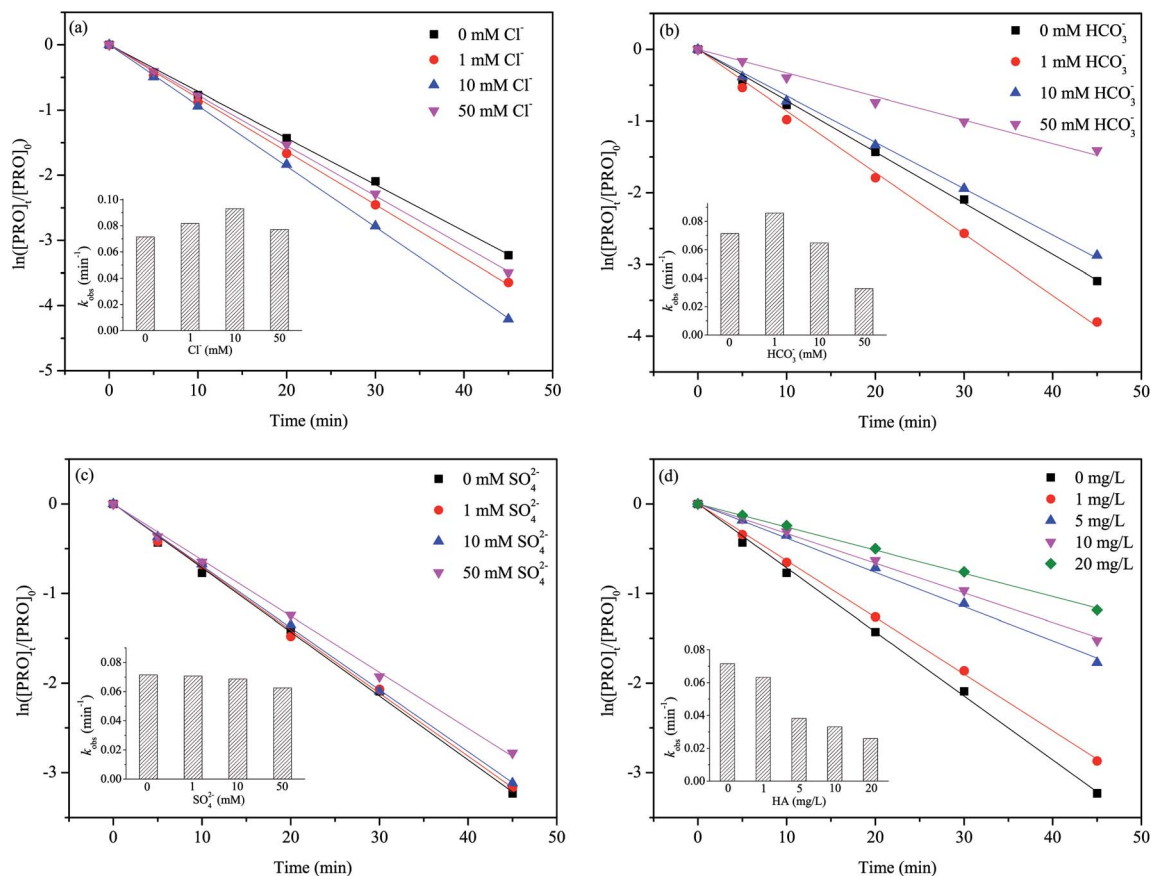 (a)
0 mM Cl⁻
1 mM Cl⁻
10 mM Cl⁻
50 mM Cl⁻
ln([PRO]ₜ/[PRO]₀)
0
-1
-2
-3
-4
-5
0 10 20 30 40 50
Time (min)
k_obs (min⁻¹)
0.10
0.08
0.06
0.04
0.02
0.00
0 1 10 50
Cl⁻ (mM)
(b)
0 mM HCO₃⁻
1 mM HCO₃⁻
10 mM HCO₃⁻
50 mM HCO₃⁻
ln([PRO]ₜ/[PRO]₀)
0
-1
-2
-3
-4
0 10 20 30 40 50
Time (min)
k_obs (min⁻¹)
0.08
0.06
0.04
0.02
0.00
0 1 10 50
HCO₃⁻ (mM)
(c)
0 mM SO₄²⁻
1 mM SO₄²⁻
10 mM SO₄²⁻
50 mM SO₄²⁻
ln([PRO]ₜ/[PRO]₀)
0
-1
-2
-3
0 10 20 30 40 50
Time (min)
k_obs (min⁻¹)
0.08
0.06
0.04
0.02
0.00
0 1 10 50
SO₄²⁻ (mM)
(d)
0 mg/L
1 mg/L
5 mg/L
10 mg/L
20 mg/L
ln([PRO]ₜ/[PRO]₀)
0
-1
-2
-3
0 10 20 30 40 50
Time (min)
k_obs (min⁻¹)
0.08
0.06
0.04
0.02
0.00
0 1 5 10 20
HA (mg/L)